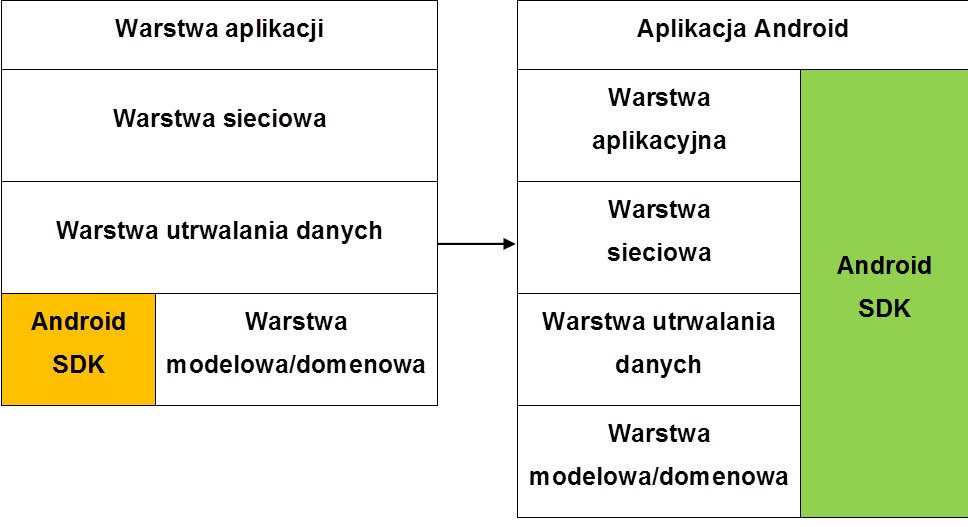 Warstwa aplikacji
Warstwa sieciowa
Warstwa utrwalania danych
Android
SDK
Warstwa
modelowa/domenowa
Aplikacja Android
Warstwa
aplikacyjna
Warstwa
sieciowa
Warstwa utrwalania
danych
Warstwa
modelowa/domenowa
Android
SDK